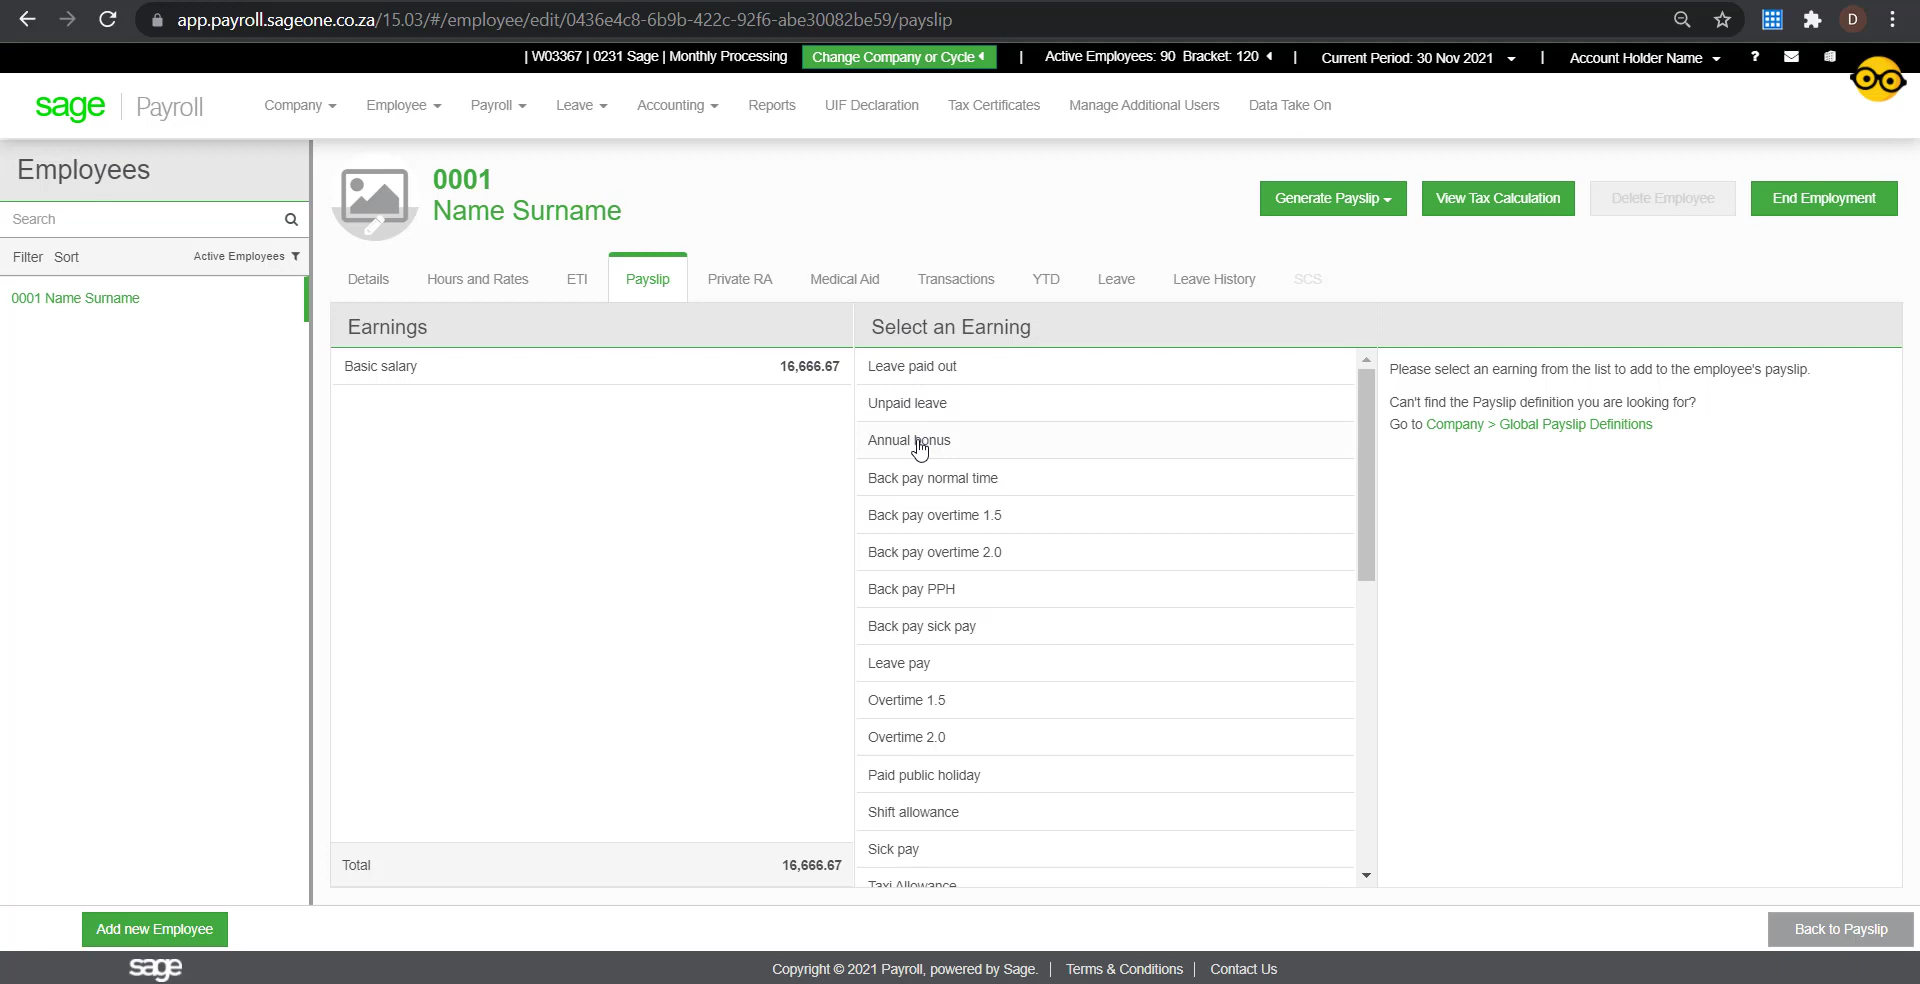 app.payroll.sageone.co.za/15.03/#/employee/edit/0436e4c8-6b9b-422c-92f6-abe30082be59/payslip
D
| W03367 | 0231 Sage | Monthly Processing
Change Company or Cycle
| Active Employees: 90 Bracket: 120 | Current Period: 30 Nov 2021 | Account Holder Name ?
sage | Payroll
Company
Employee
Payroll
Leave
Accounting
Reports
UIF Declaration
Tax Certificates
Manage Additional Users
Data Take On
Employees
Search
Filter Sort
Active Employees
0001 Name Surname
0001
Name Surname
Generate Payslip
View Tax Calculation
Delete Employee
End Employment
Details
Hours and Rates
ETI
Payslip
Private RA
Medical Aid
Transactions
YTD
Leave
Leave History
SCS
Earnings
Basic salary 16,666.67
Total 16,666.67
Select an Earning
Leave paid out
Unpaid leave
Annual bonus
Back pay normal time
Back pay overtime 1.5
Back pay overtime 2.0
Back pay PPH
Back pay sick pay
Leave pay
Overtime 1.5
Overtime 2.0
Paid public holiday
Shift allowance
Sick pay
Taxi Allowance
Please select an earning from the list to add to the employee's payslip.
Can't find the Payslip definition you are looking for?
Go to Company > Global Payslip Definitions
Add new Employee
Back to Payslip
sage
Copyright © 2021 Payroll, powered by Sage. | Terms & Conditions | Contact Us